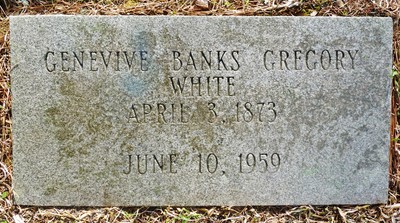 GENEVIVE BANKS GREGORY
WHITE
APRIL 3, 1873
JUNE 10, 1959